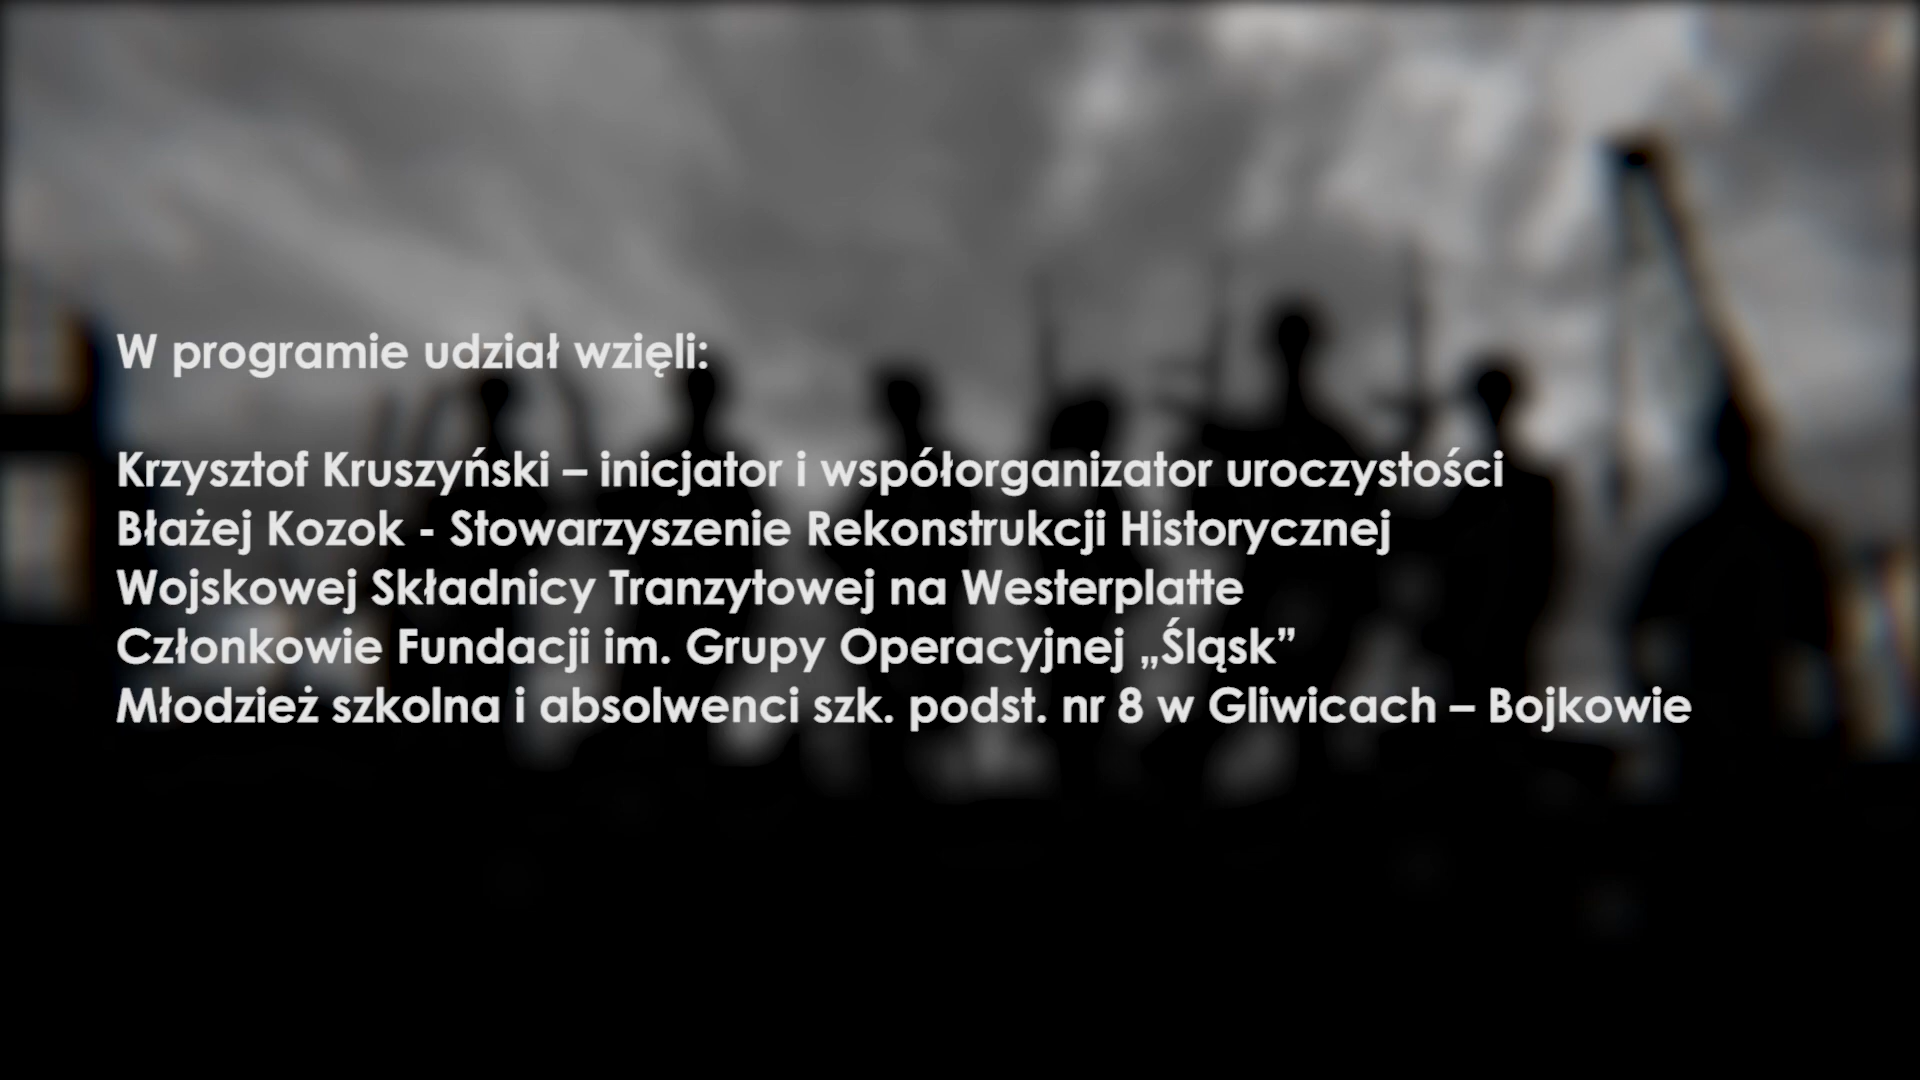 W programie udział wzięli:
Krzysztof Kruszyński – inicjator i współorganizator uroczystości
Błażej Kozok - Stowarzyszenie Rekonstrukcji Historycznej
Wojskowej Składnicy Tranzytowej na Westerplatte
Członkowie Fundacji im. Grupy Operacyjnej „Śląsk”
Młodzież szkolna i absolwenci szk. podst. nr 8 w Gliwicach – Bojkowie